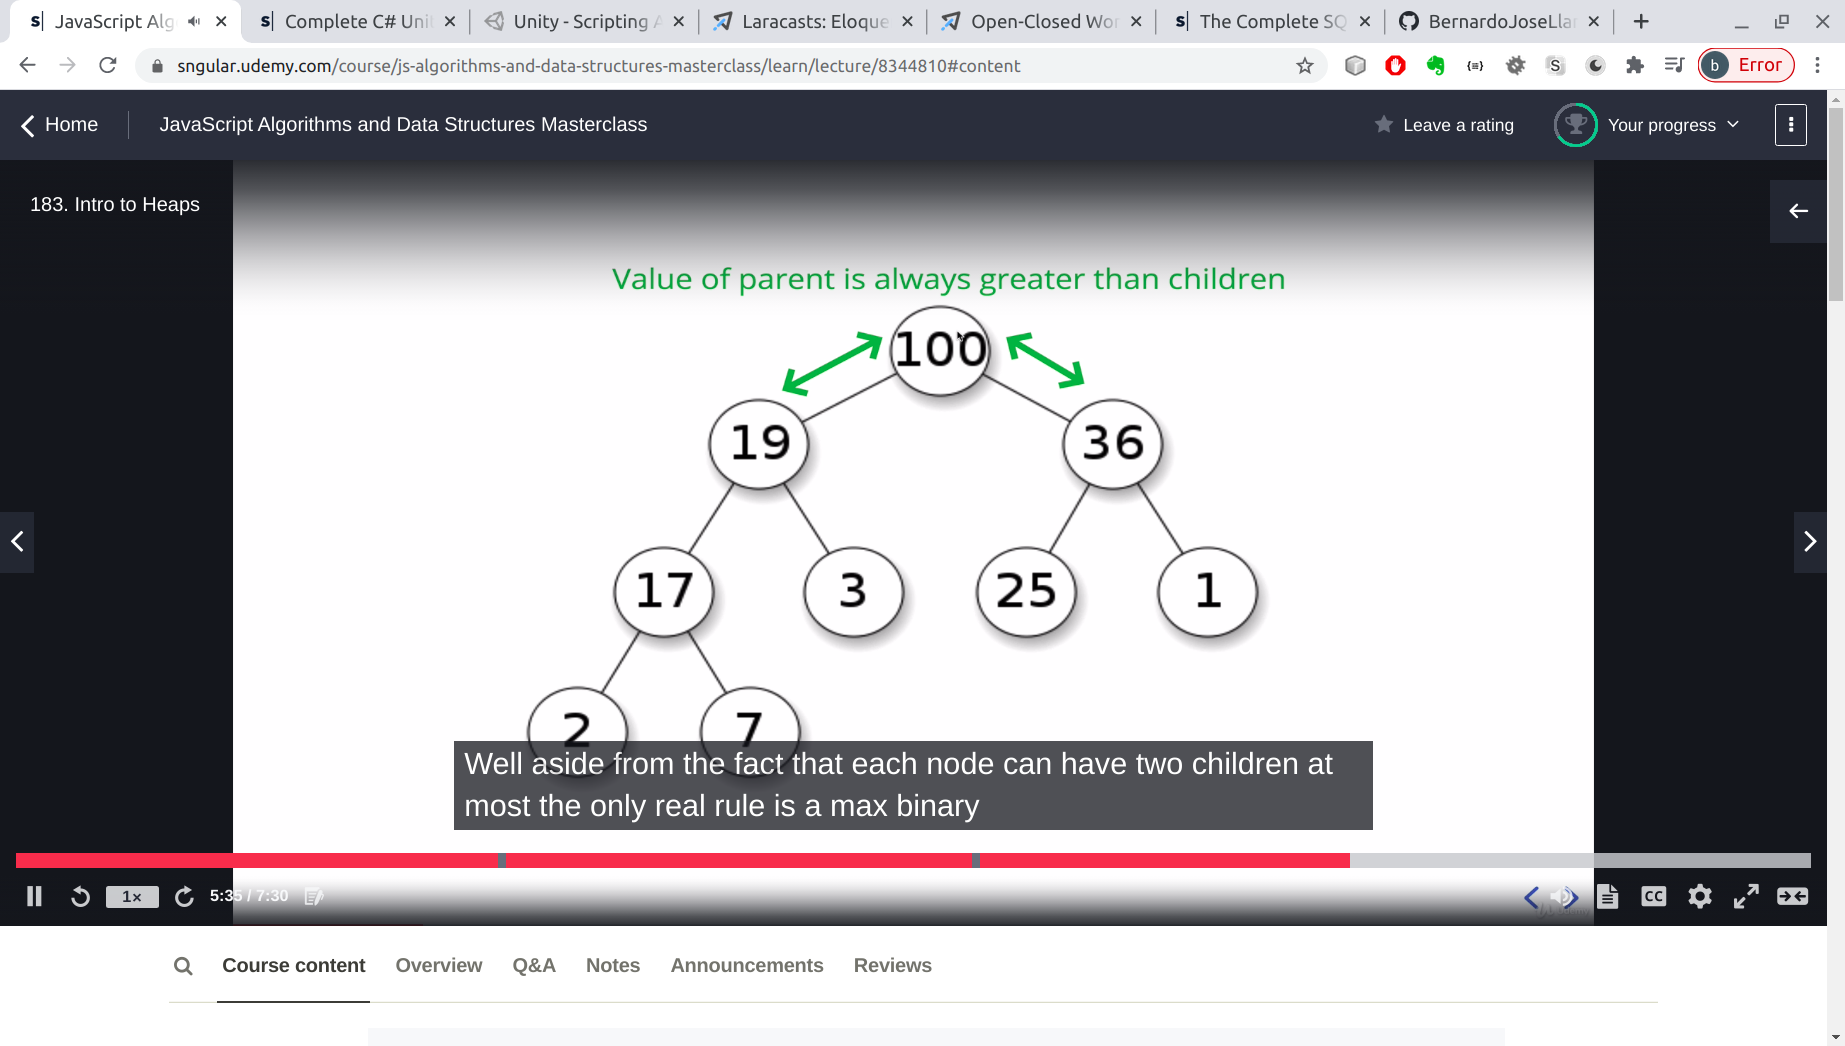 JavaScript Alg
Complete C# Uni
Unity - Scripting A
Laracasts: Eloque
Open-Closed Wor
The Complete SQ
BernardoJoseLla
sngular.udemy.com/course/js-algorithms-and-data-structures-masterclass/learn/lecture/8344810#content
b Error
Home
JavaScript Algorithms and Data Structures Masterclass
Leave a rating
Your progress
183. Intro to Heaps
Value of parent is always greater than children
100
19
36
17
3
25
1
2
7
Well aside from the fact that each node can have two children at
most the only real rule is a max binary
1×
5:35 / 7:30
CC
Course content
Overview
Q&A
Notes
Announcements
Reviews